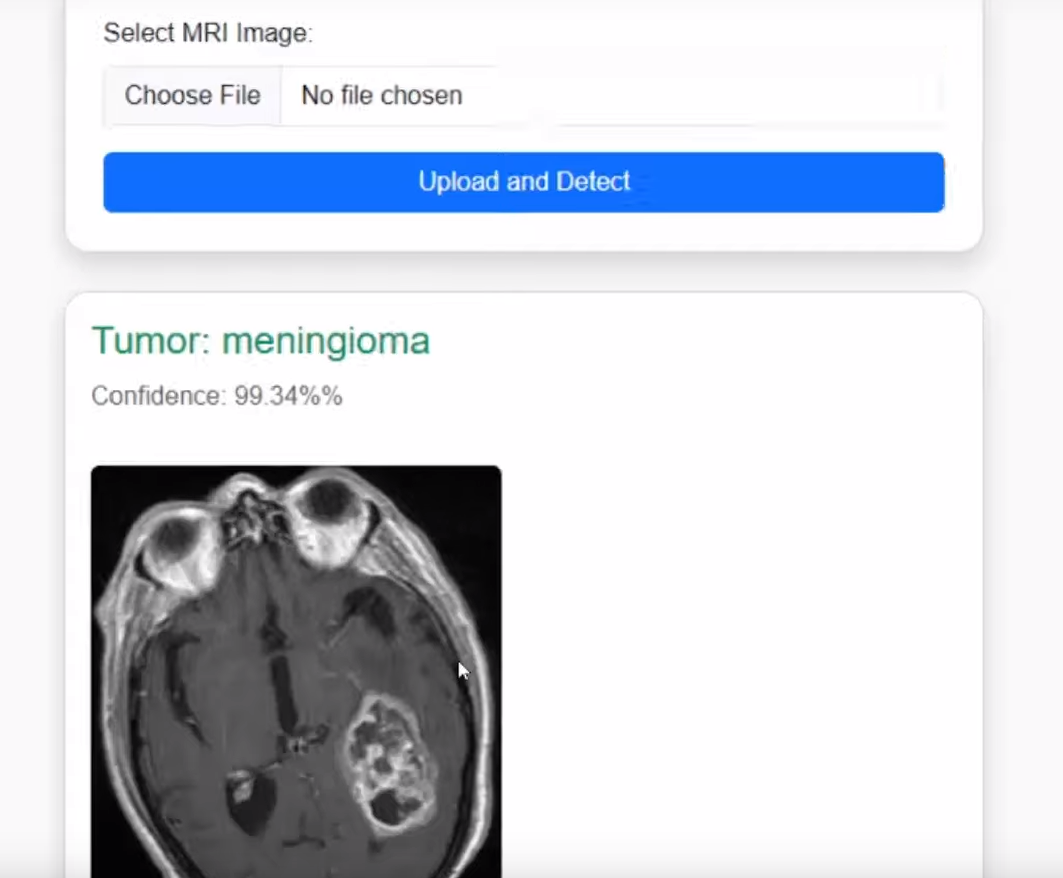 Select MRI Image:
Choose File No file chosen
Upload and Detect
Tumor: meningioma
Confidence: 99.34%%